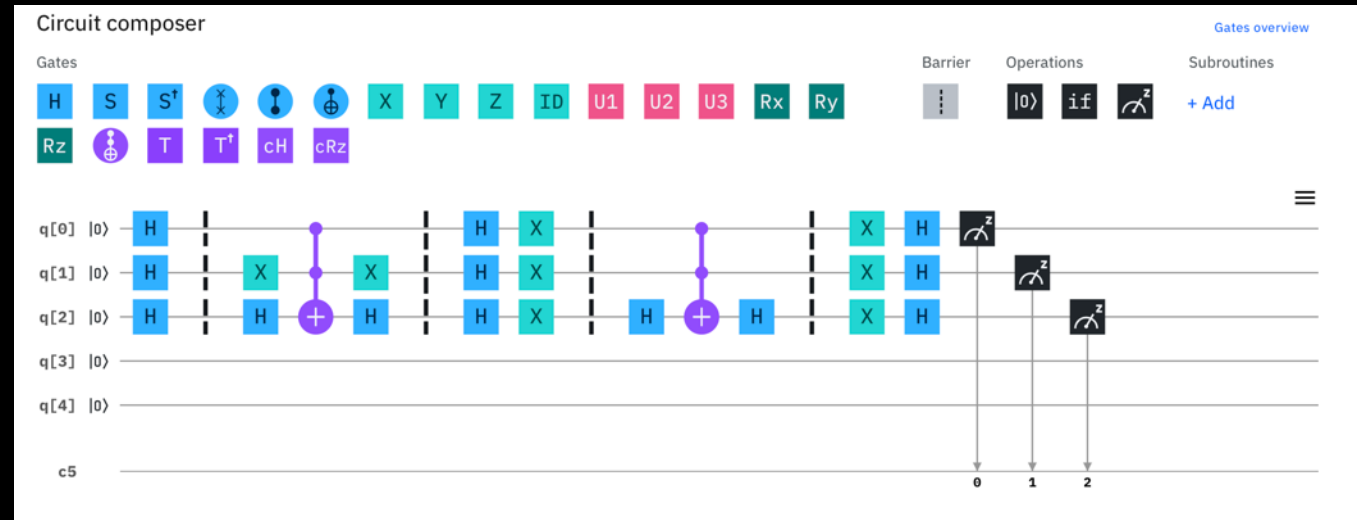 Circuit composer
Gates overview
Gates Barrier Operations Subroutines
H S S† X Y Z ID U1 U2 U3 Rx Ry |0⟩ if z + Add
Rz T T† cH cRz
q[0] |0⟩ H H X X H z
q[1] |0⟩ H X X H X X H z
q[2] |0⟩ H H + H H X H + H X H z
q[3] |0⟩
q[4] |0⟩
c5
0 1 2